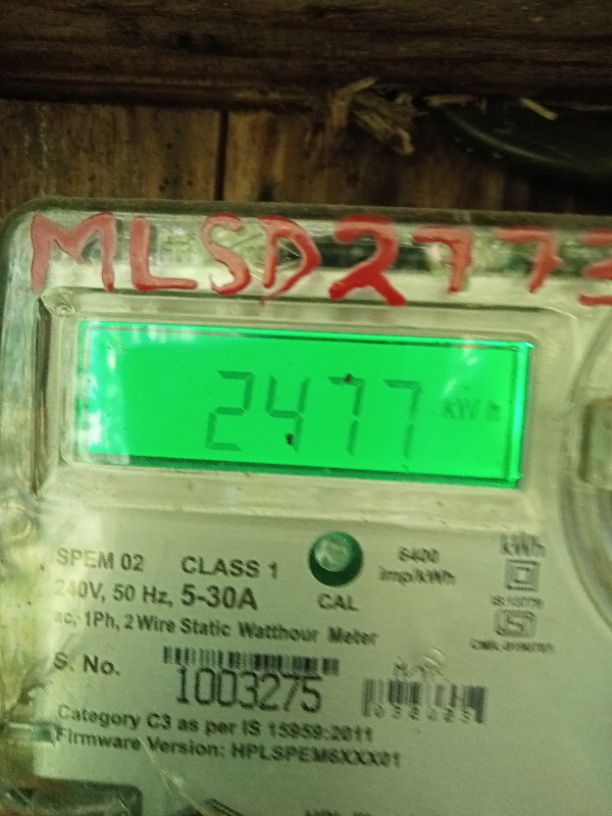 MLSD2773
2477 kWh
SPEM 02 CLASS 1
6400
imp/kWh
kWh
240V, 50 Hz, 5-30A
CAL
ac, 1Ph, 2 Wire Static Watthour Meter
S. No.
1003275
Category C3 as per IS 15959:2011
Firmware Version: HPLSPEM6XXX01